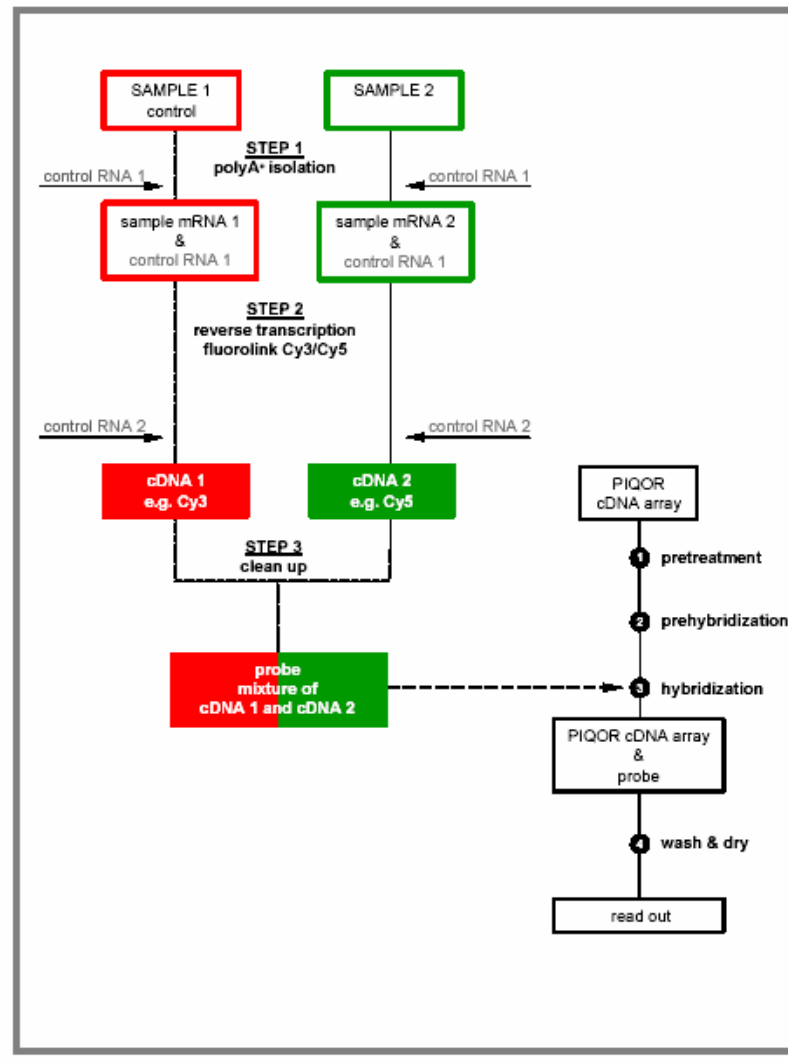 SAMPLE 1
control
SAMPLE 2
STEP 1
polyA+ isolation
control RNA 1
control RNA 1
sample mRNA 1
&
control RNA 1
sample mRNA 2
&
control RNA 1
STEP 2
reverse transcription
fluorolink Cy3/Cy5
control RNA 2
control RNA 2
cDNA 1
e.g. Cy3
cDNA 2
e.g. Cy5
STEP 3
clean up
probe
mixture of
cDNA 1 and cDNA 2
PIQOR
cDNA array
1 pretreatment
2 prehybridization
3 hybridization
PIQOR cDNA array
&
probe
4 wash & dry
read out